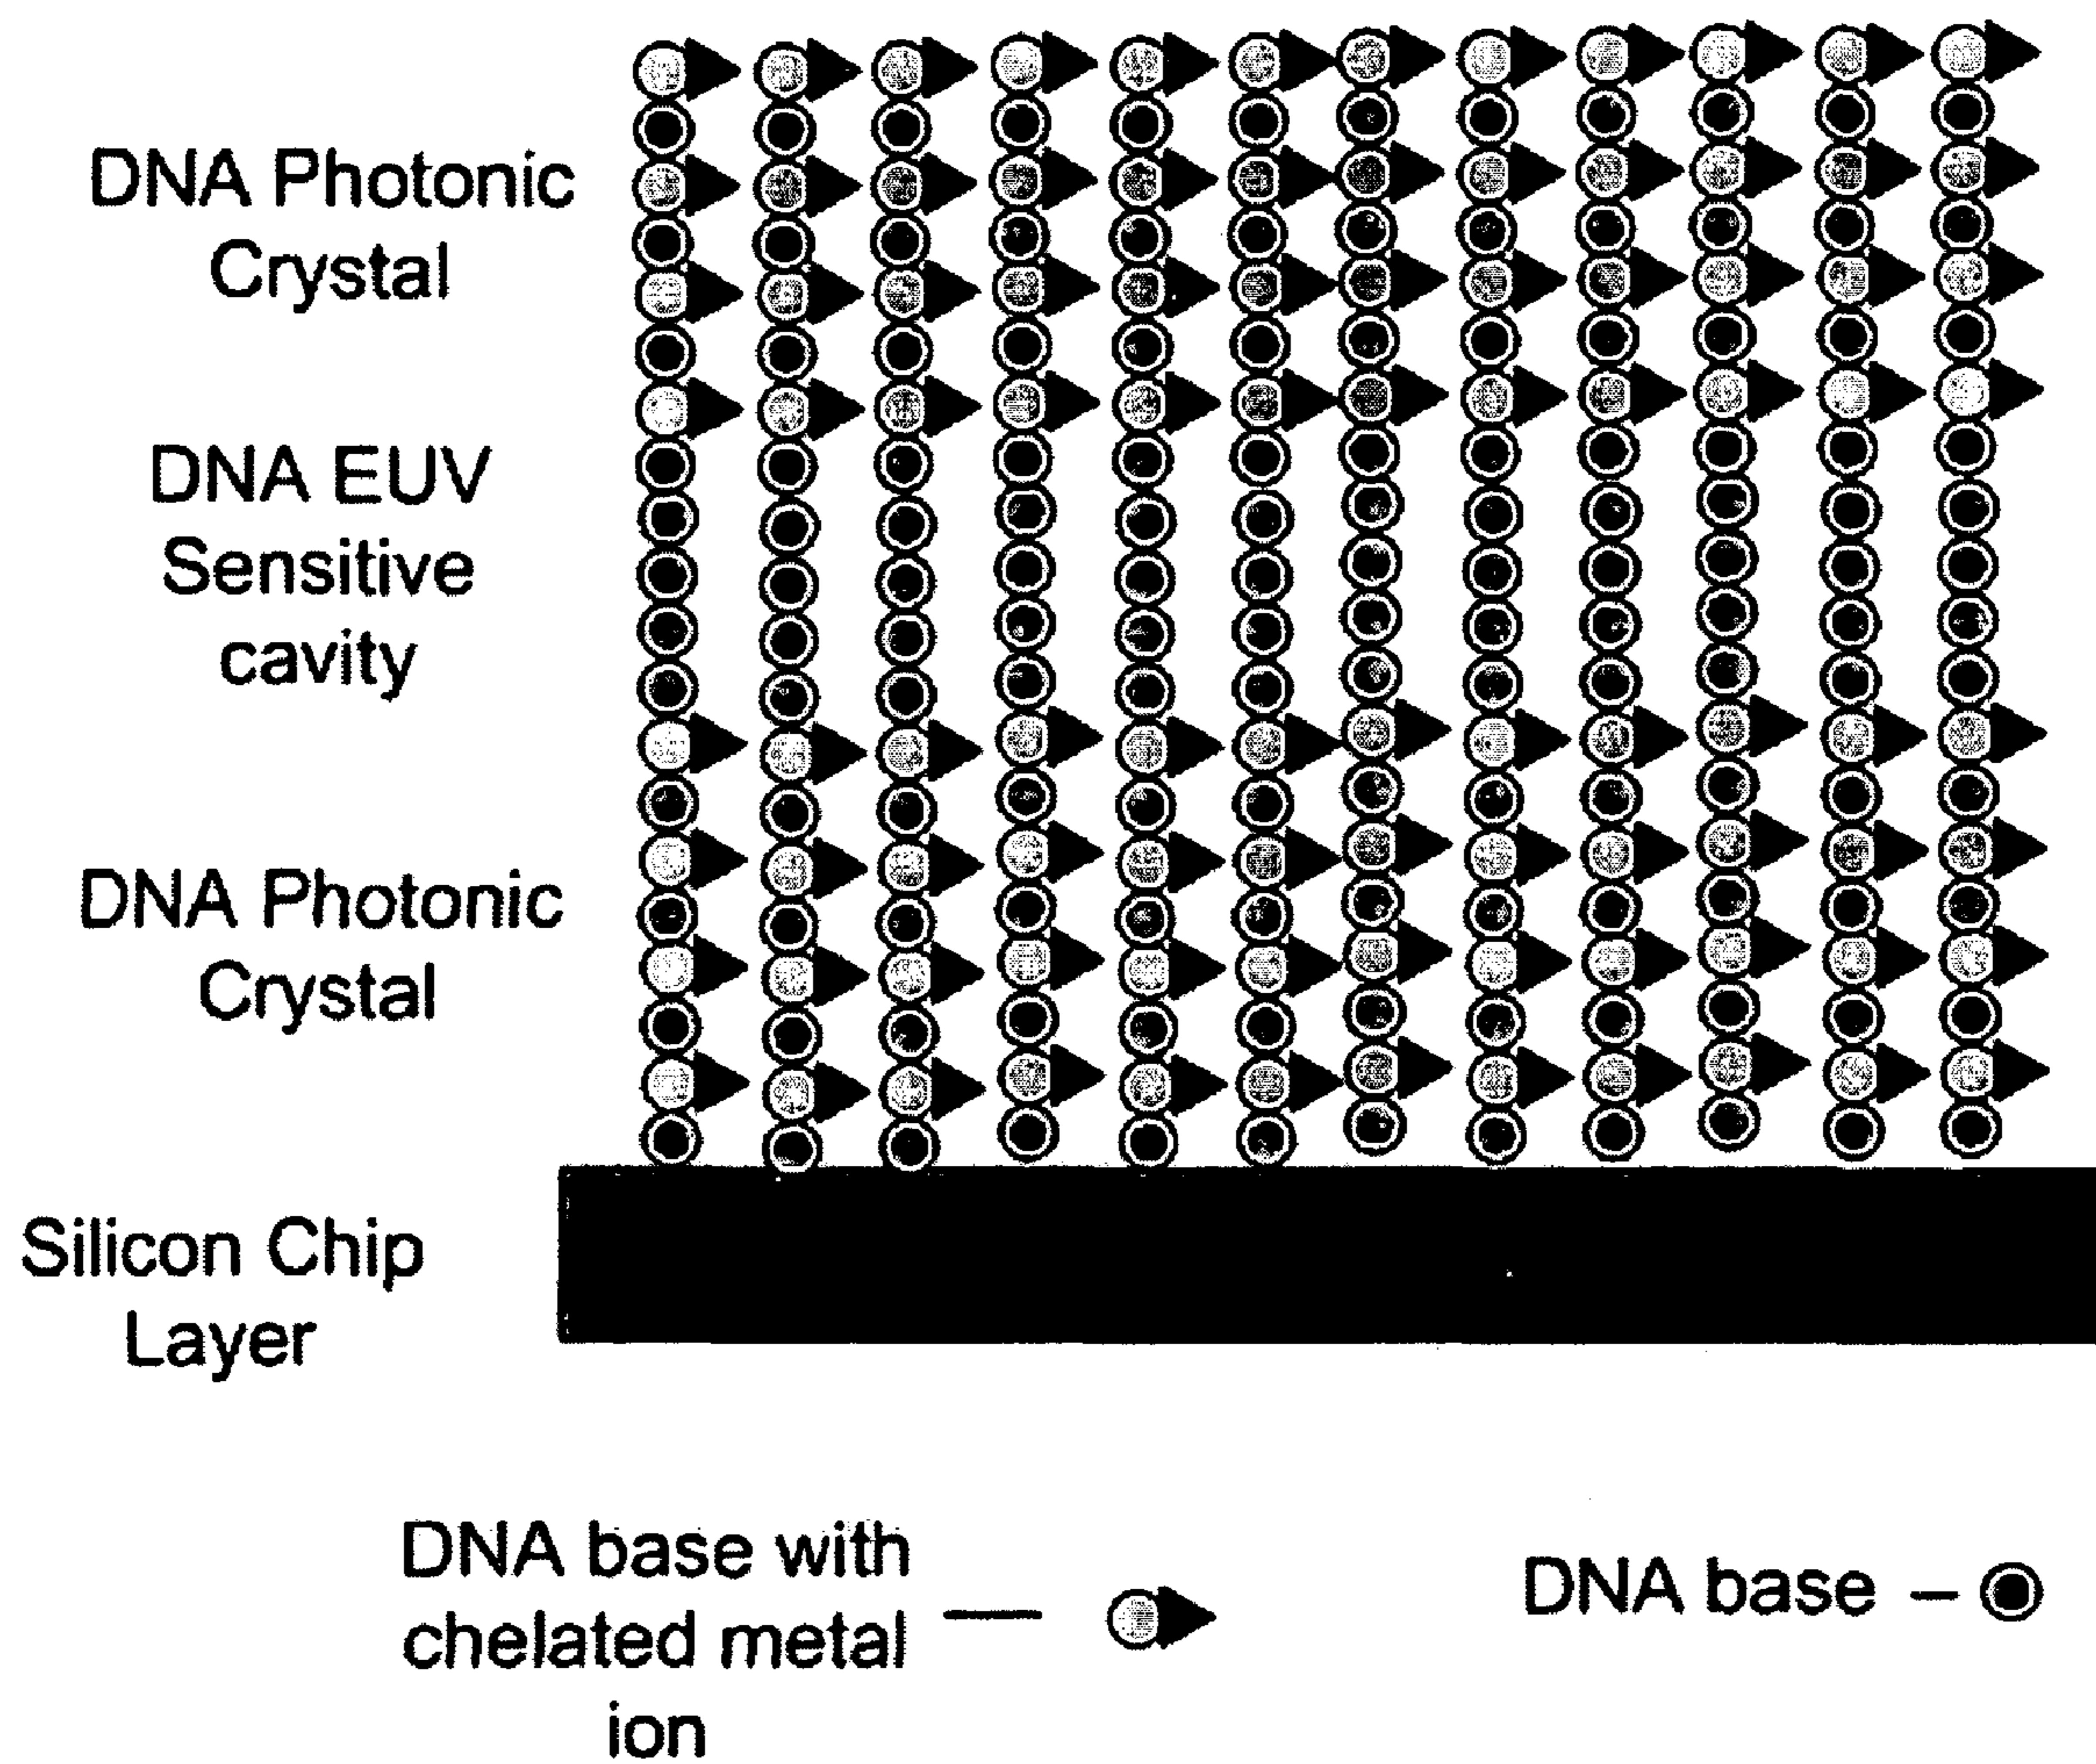 DNA Photonic
Crystal
DNA EUV
Sensitive
cavity
DNA Photonic
Crystal
Silicon Chip
Layer
DNA base with
chelated metal
ion
DNA base